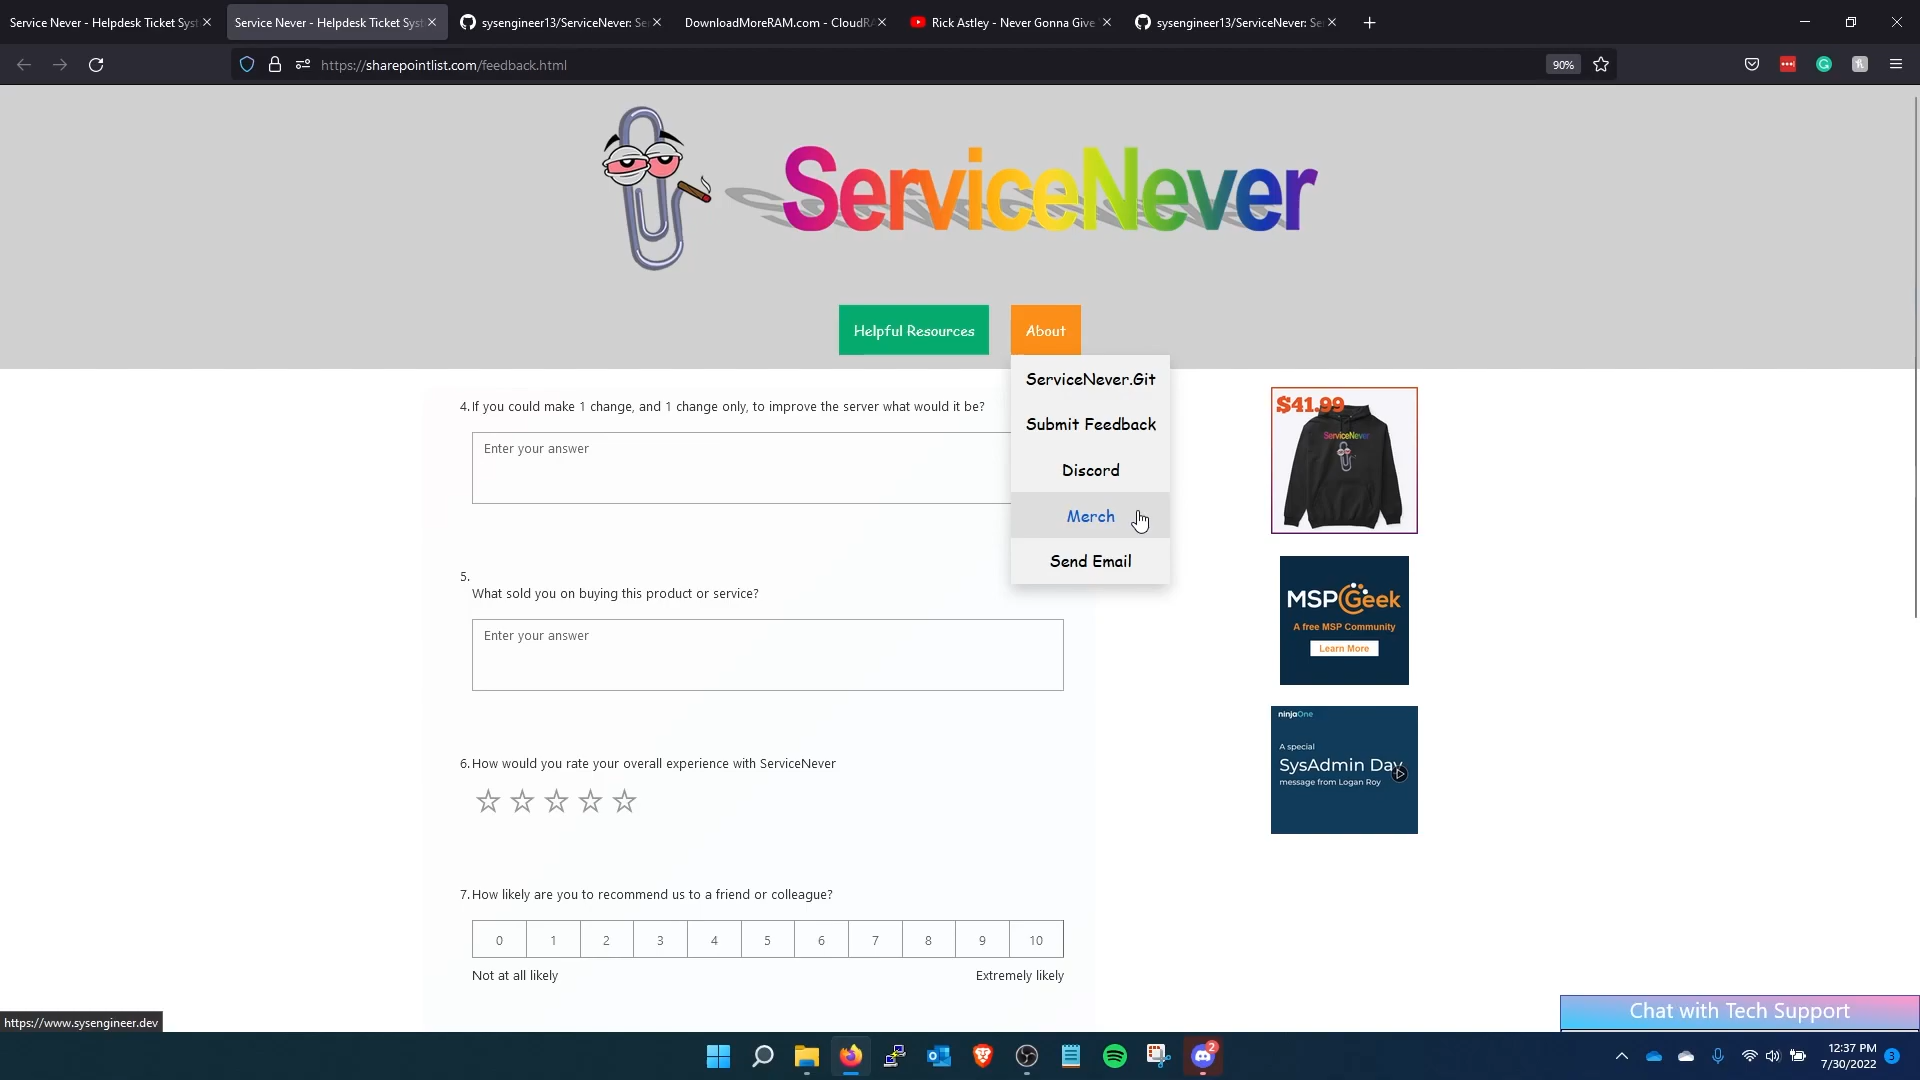 Service Never - Helpdesk Ticket Syst
Service Never - Helpdesk Ticket Syst
sysengineer13/ServiceNever: Se
DownloadMoreRAM.com - CloudRA
Rick Astley - Never Gonna Give
sysengineer13/ServiceNever: Se
https://sharepointlist.com/feedback.html
90%
ServiceNever
Helpful Resources
About
ServiceNever.Git
Submit Feedback
Discord
Merch
Send Email
4. If you could make 1 change, and 1 change only, to improve the server what would it be?
Enter your answer
5.
What sold you on buying this product or service?
Enter your answer
6. How would you rate your overall experience with ServiceNever
7. How likely are you to recommend us to a friend or colleague?
0 1 2 3 4 5 6 7 8 9 10
Not at all likely
Extremely likely
$41.99
ServiceNever
MSPGeek
A free MSP Community
Learn More
ninjaOne
A special
SysAdmin Day
message from Logan Roy
Chat with Tech Support
https://www.sysengineer.dev
2
12:37 PM
7/30/2022
3